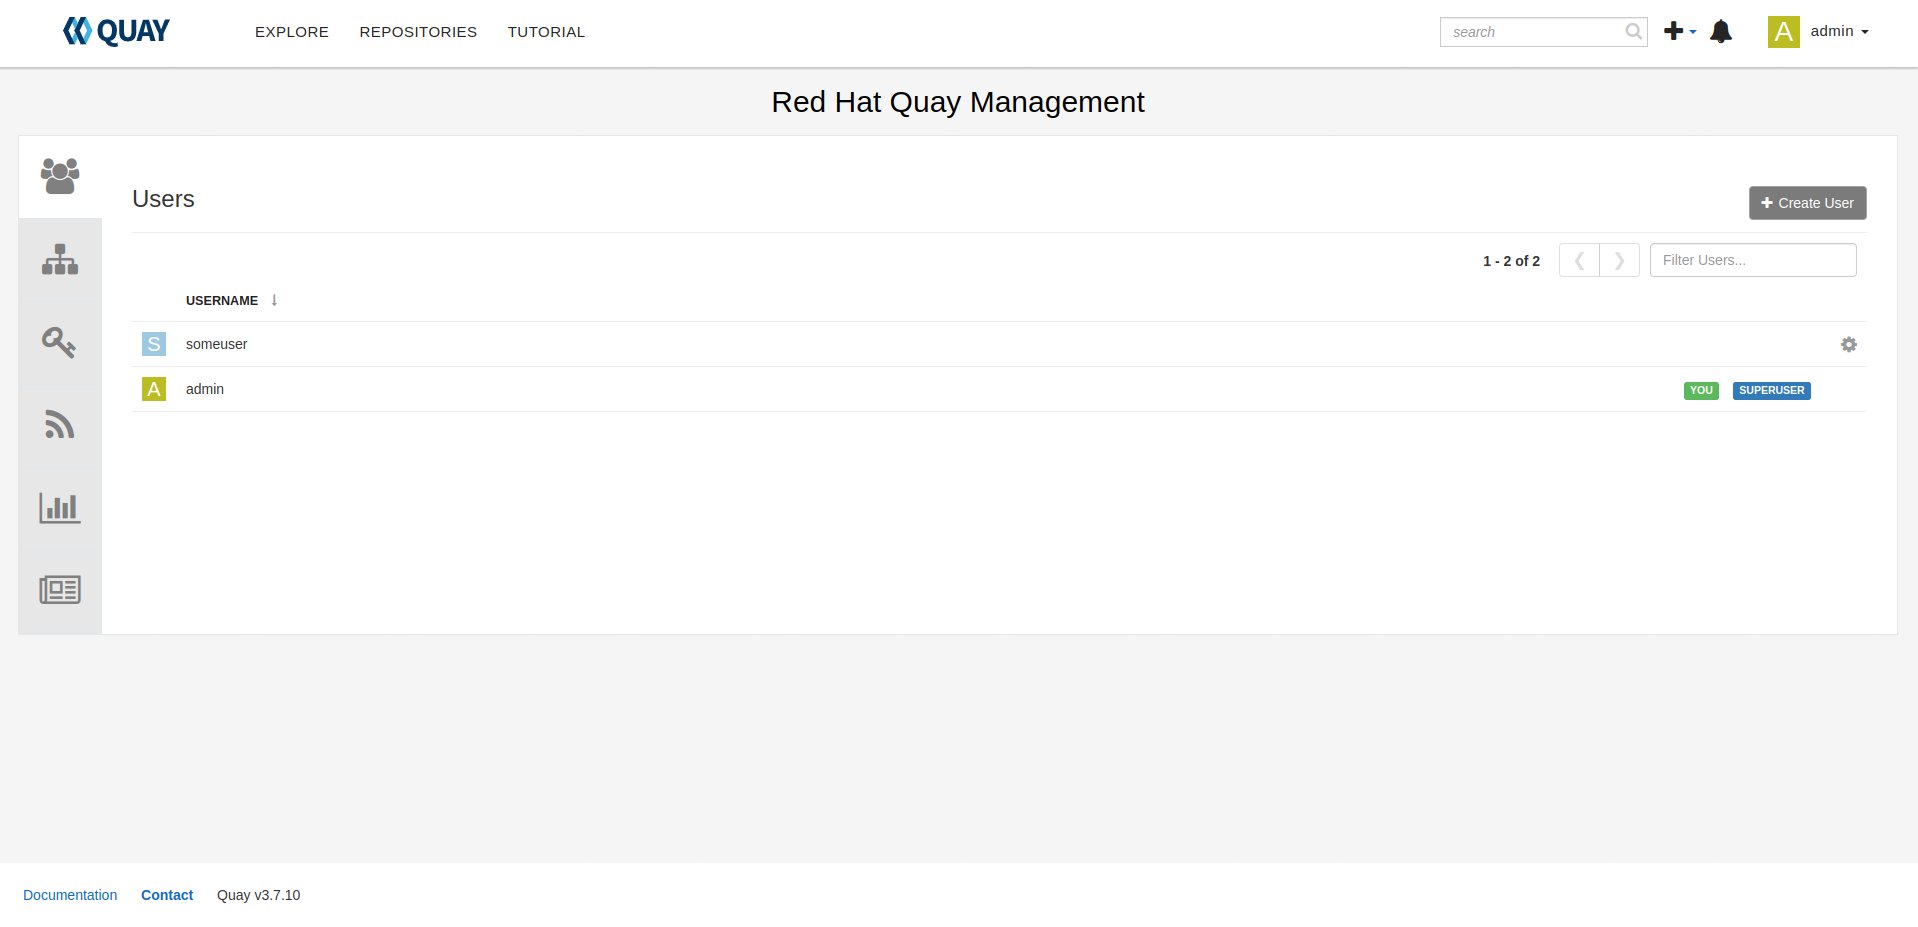 QUAY EXPLORE REPOSITORIES TUTORIAL search A admin
Red Hat Quay Management
Users Create User
1 - 2 of 2 Filter Users...
USERNAME
S someuser
A admin YOU SUPERUSER
Documentation Contact Quay v3.7.10